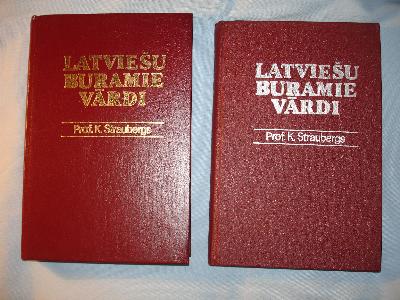 LATVIEŠU
BURAMIE
VĀRDI
Prof. K. Straubergs
LATVIEŠU
BURAMIE
VĀRDI
Prof. K. Straubergs